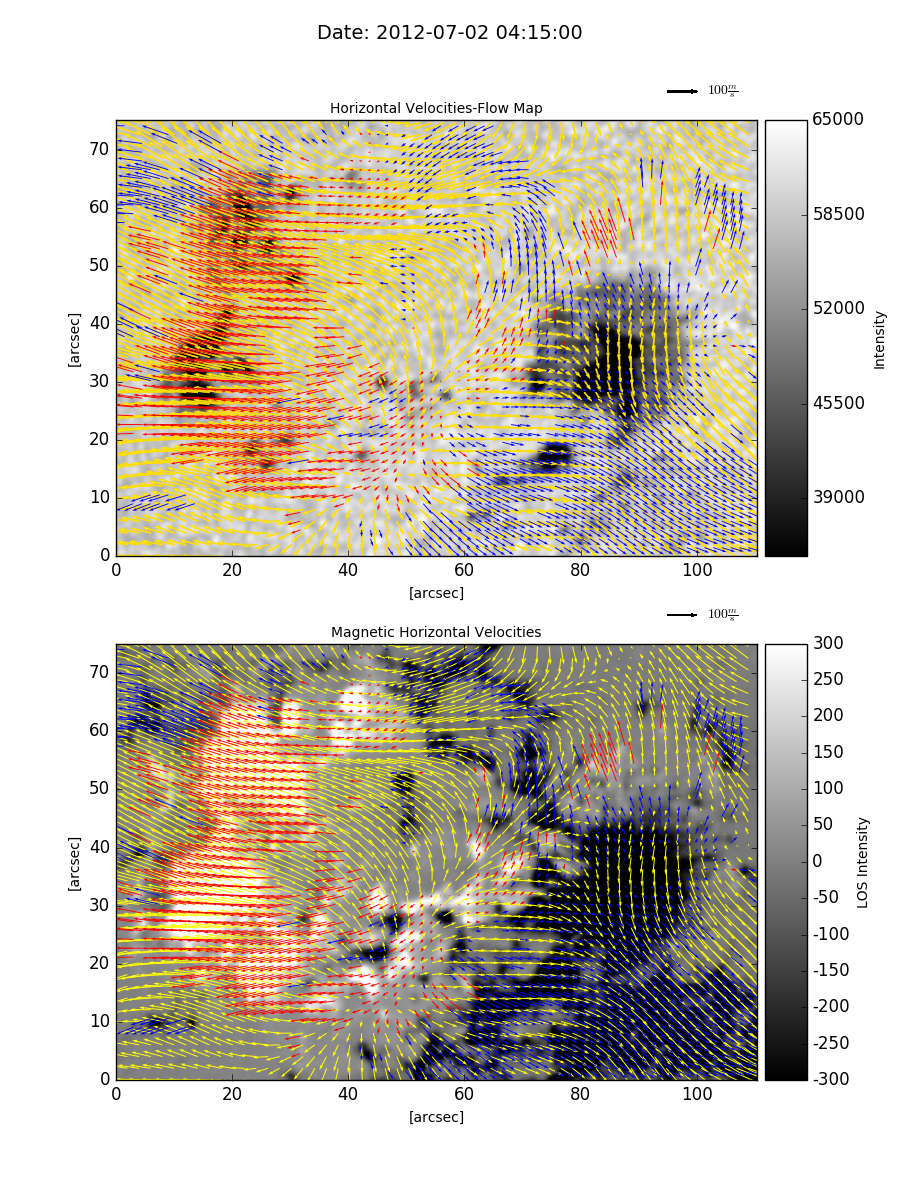 Date: 2012-07-02 04:15:00
100 m/s
Horizontal Velocities-Flow Map
70
60
50
40
30
20
10
0
[arcsec]
0 20 40 60 80 100
[arcsec]
65000
58500
52000
45500
39000
Intensity
100 m/s
Magnetic Horizontal Velocities
70
60
50
40
30
20
10
0
[arcsec]
0 20 40 60 80 100
[arcsec]
300
250
200
150
100
50
0
-50
-100
-150
-200
-250
-300
LOS Intensity